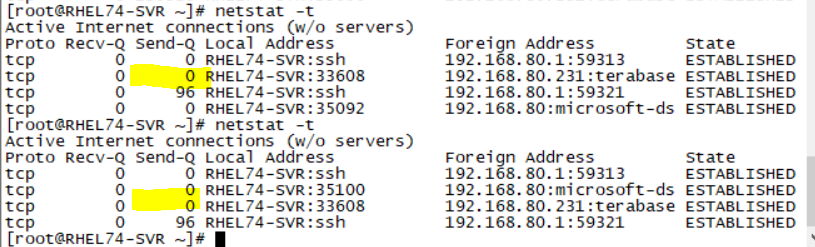 [root@RHEL74-SVR ~]# netstat -t
Active Internet connections (w/o servers)
Proto Recv-Q Send-Q Local Address           Foreign Address         State
tcp        0      0 RHEL74-SVR:ssh          192.168.80.1:59313      ESTABLISHED
tcp        0      0 RHEL74-SVR:33608        192.168.80.231:terabase ESTABLISHED
tcp        0     96 RHEL74-SVR:ssh          192.168.80.1:59321      ESTABLISHED
tcp        0      0 RHEL74-SVR:35092        192.168.80:microsoft-ds ESTABLISHED
[root@RHEL74-SVR ~]# netstat -t
Active Internet connections (w/o servers)
Proto Recv-Q Send-Q Local Address           Foreign Address         State
tcp        0      0 RHEL74-SVR:ssh          192.168.80.1:59313      ESTABLISHED
tcp        0      0 RHEL74-SVR:35100        192.168.80:microsoft-ds ESTABLISHED
tcp        0      0 RHEL74-SVR:33608        192.168.80.231:terabase ESTABLISHED
tcp        0     96 RHEL74-SVR:ssh          192.168.80.1:59321      ESTABLISHED
[root@RHEL74-SVR ~]#